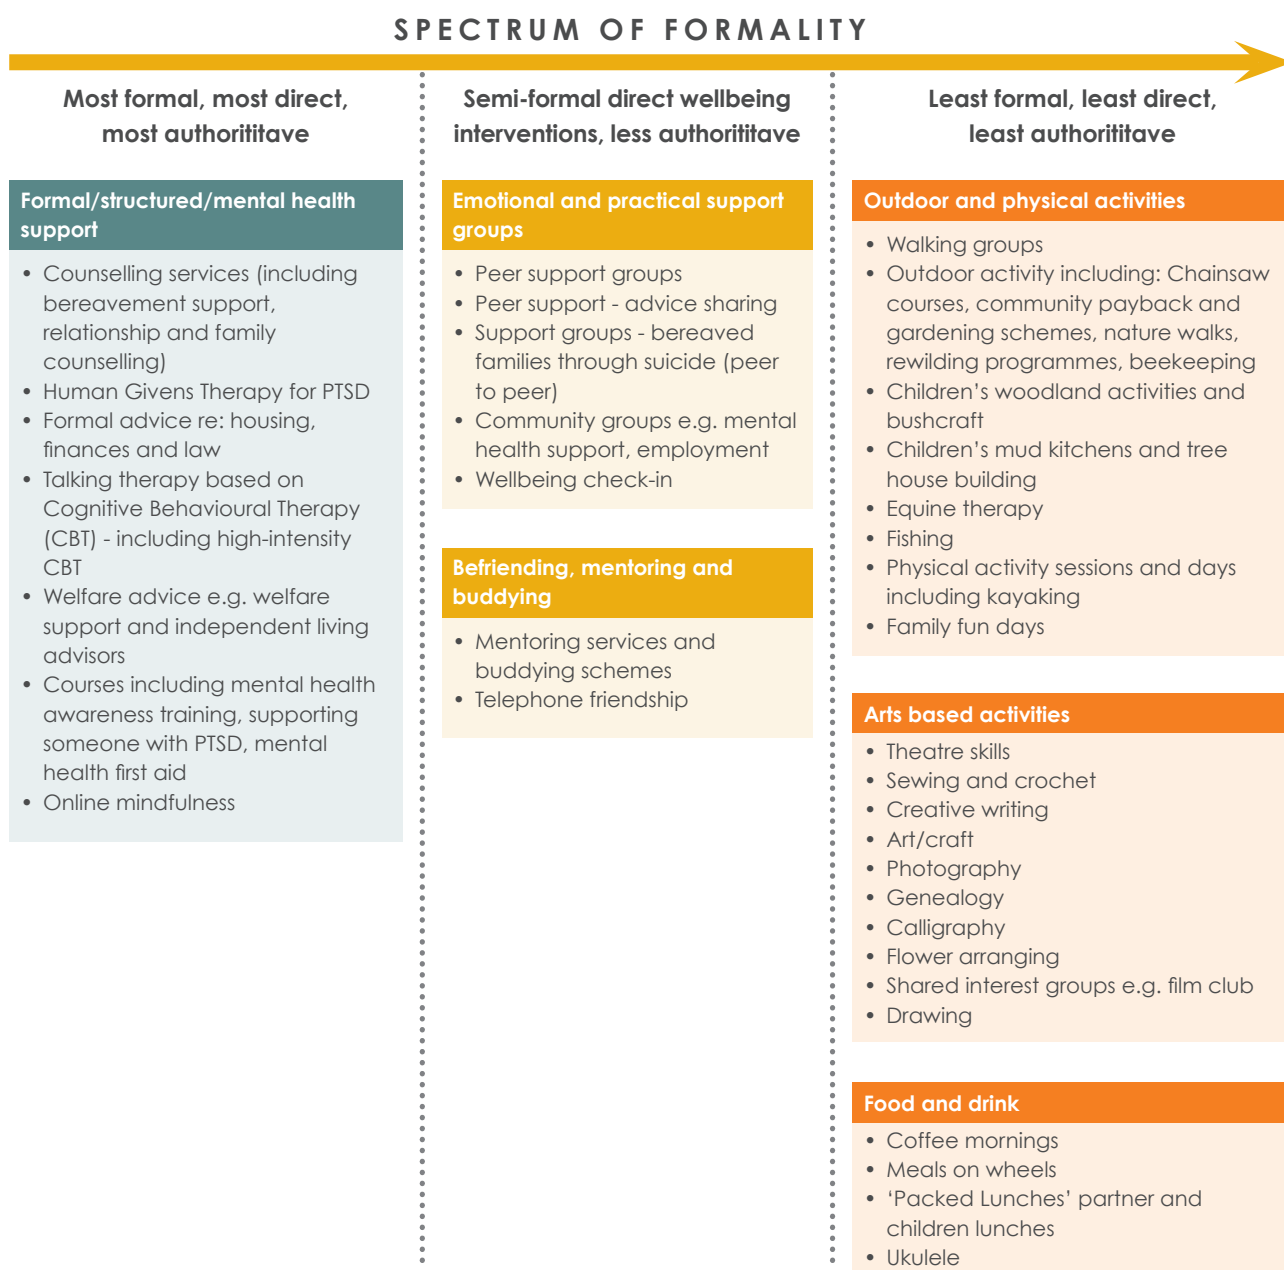 SPECTRUM OF FORMALITY
Most formal, most direct,
most authorititave
Formal/structured/mental health
support
• Counselling services (including
bereavement support,
relationship and family
counselling)
• Human Givens Therapy for PTSD
• Formal advice re: housing,
finances and law
• Talking therapy based on
Cognitive Behavioural Therapy
(CBT) - including high-intensity
CBT
• Welfare advice e.g. welfare
support and independent living
advisors
• Courses including mental health
awareness training, supporting
someone with PTSD, mental
health first aid
• Online mindfulness
Semi-formal direct wellbeing
interventions, less authorititave
Emotional and practical support
groups
• Peer support groups
• Peer support - advice sharing
• Support groups - bereaved
families through suicide (peer
to peer)
• Community groups e.g. mental
health support, employment
• Wellbeing check-in
Befriending, mentoring and
buddying
• Mentoring services and
buddying schemes
• Telephone friendship
Least formal, least direct,
least authorititave
Outdoor and physical activities
• Walking groups
• Outdoor activity including: Chainsaw
courses, community payback and
gardening schemes, nature walks,
rewilding programmes, beekeeping
• Children’s woodland activities and
bushcraft
• Children’s mud kitchens and tree
house building
• Equine therapy
• Fishing
• Physical activity sessions and days
including kayaking
• Family fun days
Arts based activities
• Theatre skills
• Sewing and crochet
• Creative writing
• Art/craft
• Photography
• Genealogy
• Calligraphy
• Flower arranging
• Shared interest groups e.g. film club
• Drawing
Food and drink
• Coffee mornings
• Meals on wheels
• ‘Packed Lunches’ partner and
children lunches
• Ukulele